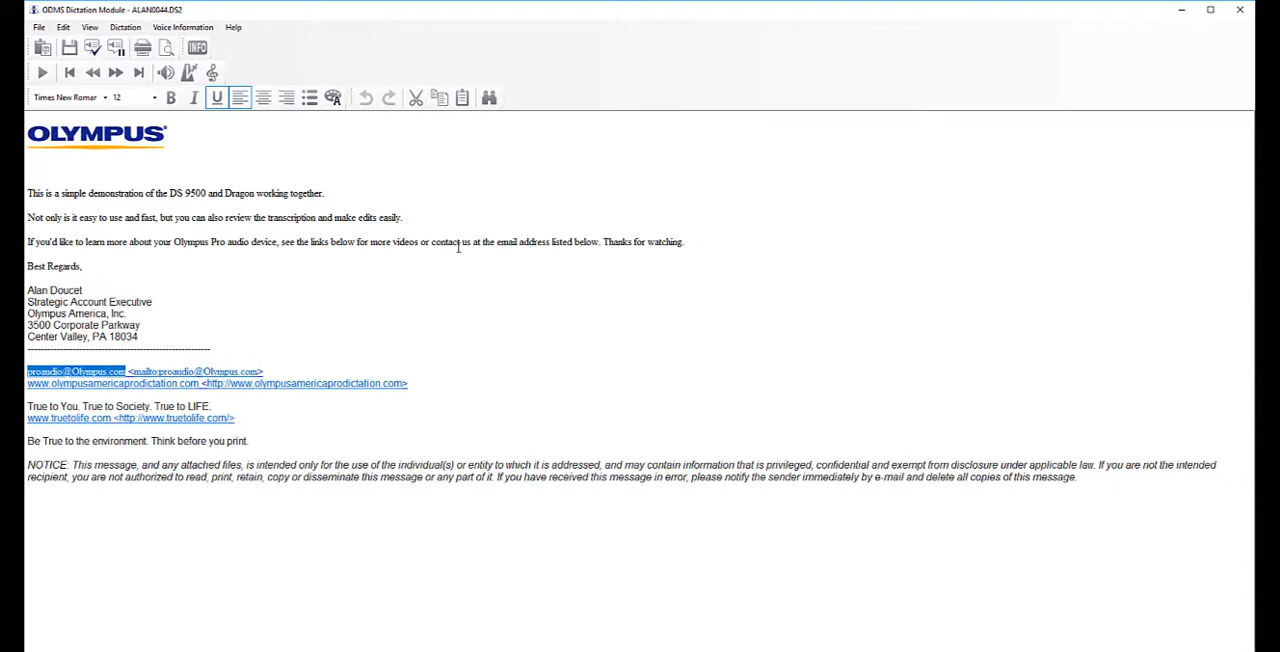 ODMS Dictation Module - ALAN0044.DS2
File Edit View Dictation Voice Information Help
INFO
Times New Romar 12 B I U
OLYMPUS
This is a simple demonstration of the DS 9500 and Dragon working together.
Not only is it easy to use and fast, but you can also review the transcription and make edits easily.
If you'd like to learn more about your Olympus Pro audio device, see the links below for more videos or contact us at the email address listed below. Thanks for watching.
Best Regards,
Alan Doucet
Strategic Account Executive
Olympus America, Inc.
3500 Corporate Parkway
Center Valley, PA 18034
----------------------------------------------------------
proaudio@Olympus.com <mailto:proaudio@Olympus.com>
www.olympusamericaprodictation.com <http://www.olympusamericaprodictation.com>
True to You. True to Society. True to LIFE.
www.truetolife.com <http://www.truetolife.com/>
Be True to the environment. Think before you print.
NOTICE: This message, and any attached files, is intended only for the use of the individual(s) or entity to which it is addressed, and may contain information that is privileged, confidential and exempt from disclosure under applicable law. If you are not the intended
recipient, you are not authorized to read, print, retain, copy or disseminate this message or any part of it. If you have received this message in error, please notify the sender immediately by e-mail and delete all copies of this message.